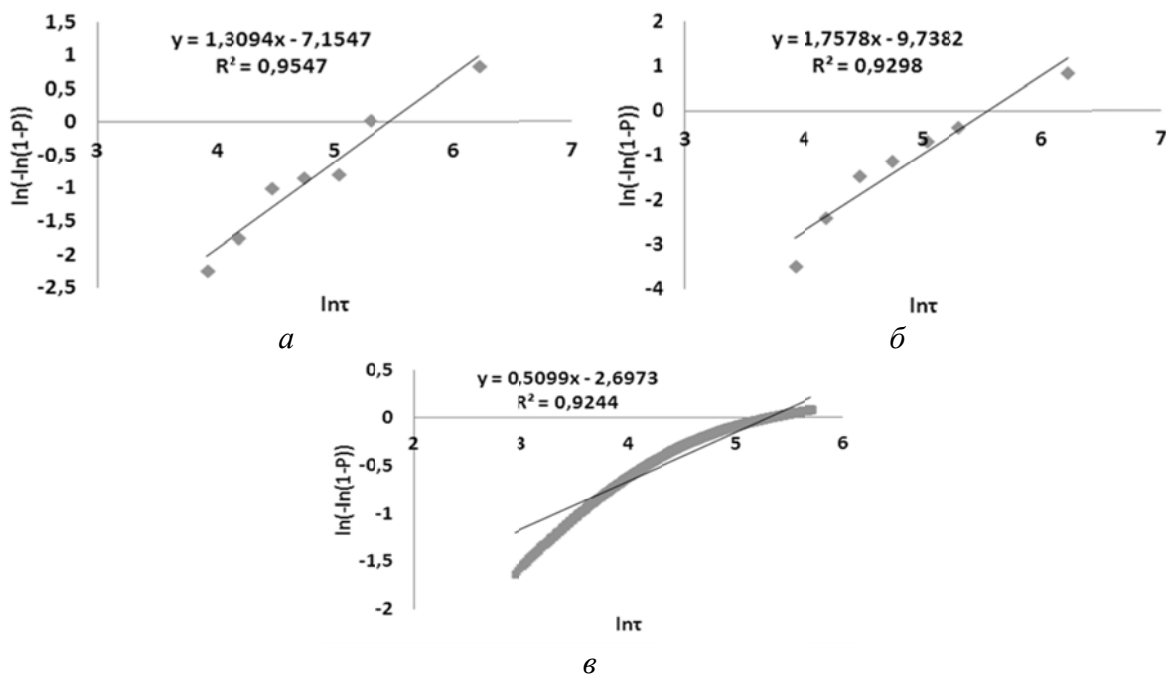 y = 1,3094x - 7,1547
R² = 0,9547
1,5
1
0,5
0
-0,5
-1
-1,5
-2
-2,5
3 4 5 6 7
ln(-ln(1-P))
lnτ
а
y = 1,7578x - 9,7382
R² = 0,9298
2
1
0
-1
-2
-3
-4
3 4 5 6 7
ln(-ln(1-P))
lnτ
б
y = 0,5099x - 2,6973
R² = 0,9244
0,5
0
-0,5
-1
-1,5
-2
2 3 4 5 6
ln(-ln(1-P))
lnτ
в